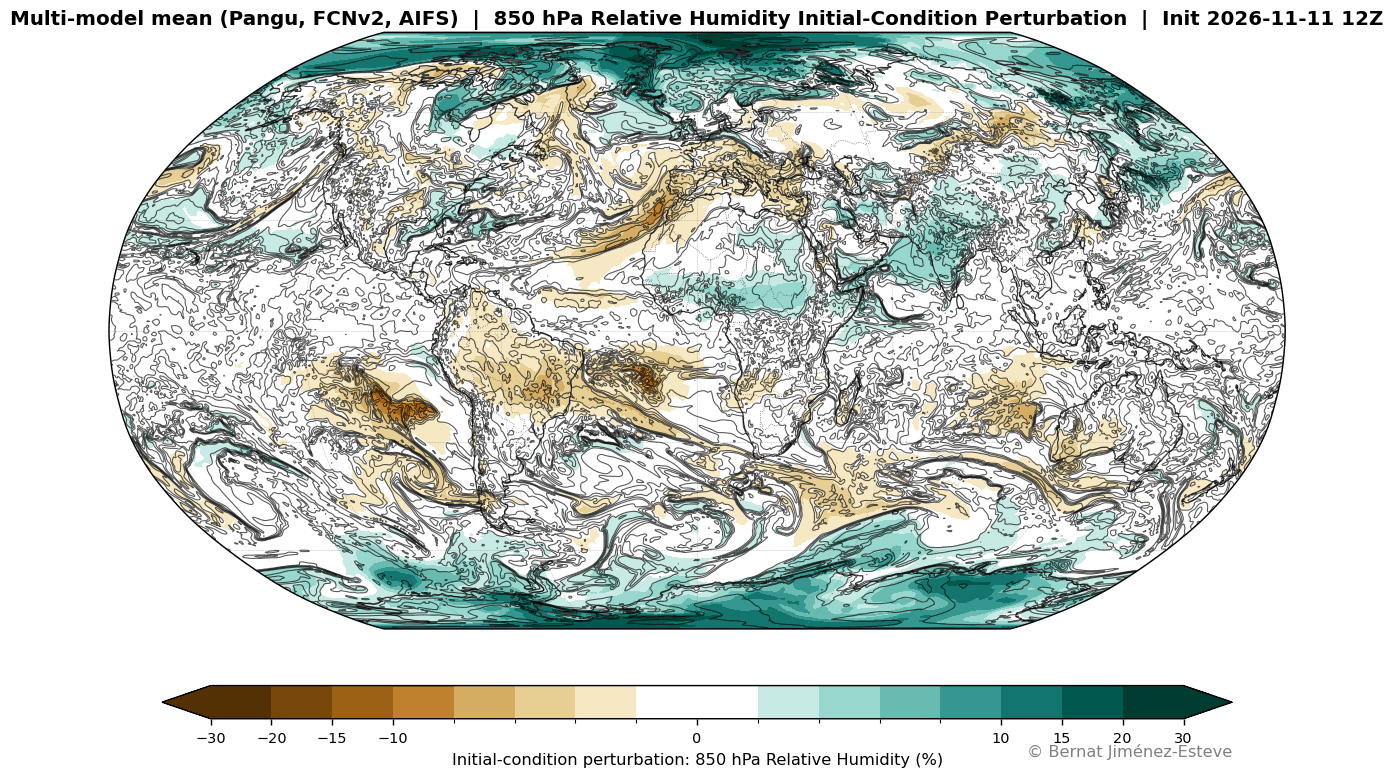 Multi-model mean (Pangu, FCNv2, AIFS)  |  850 hPa Relative Humidity Initial-Condition Perturbation  |  Init 2026-11-11 12Z
−30 −20 −15 −10 0 10 15 20 30
© Bernat Jiménez-Esteve
Initial-condition perturbation: 850 hPa Relative Humidity (%)